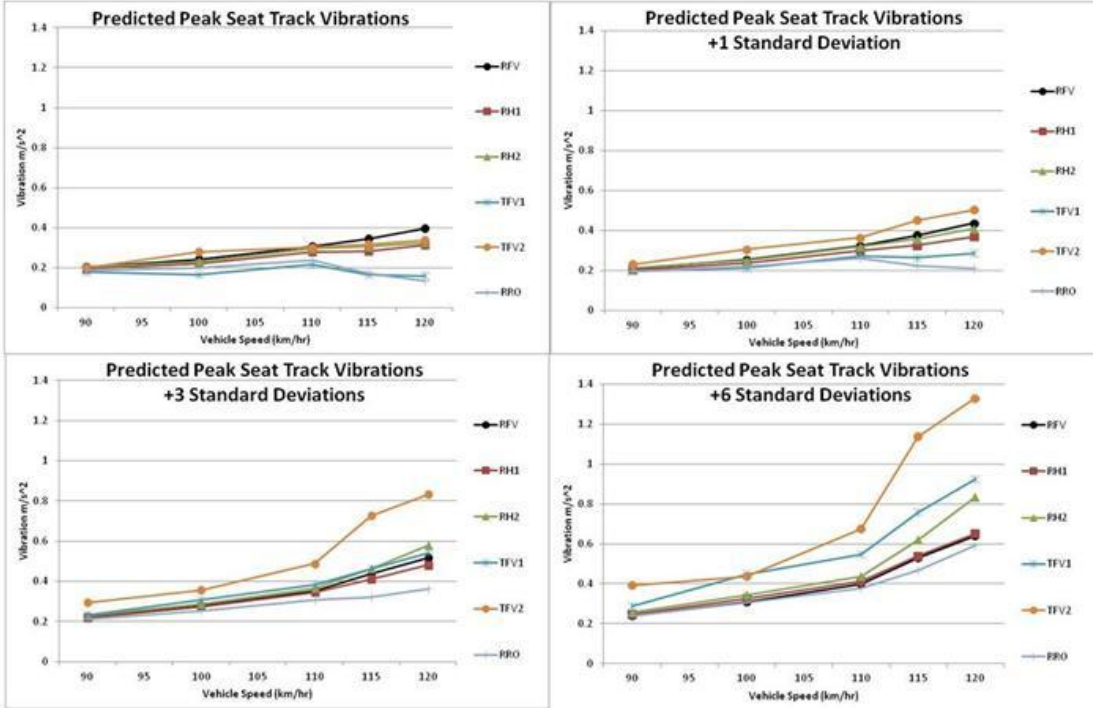 Predicted Peak Seat Track Vibrations
1.4
1.2
1
0.8
0.6
0.4
0.2
0
Vibration m/s^2
90 95 100 105 110 115 120
Vehicle Speed (km/hr)
RFV
RH1
RH2
TFV1
TFV2
RRO
Predicted Peak Seat Track Vibrations
+1 Standard Deviation
1.4
1.2
1
0.8
0.6
0.4
0.2
0
Vibration m/s^2
90 95 100 105 110 115 120
Vehicle Speed (km/hr)
RFV
RH1
RH2
TFV1
TFV2
RRO
Predicted Peak Seat Track Vibrations
+3 Standard Deviations
1.4
1.2
1
0.8
0.6
0.4
0.2
0
Vibration m/s^2
90 95 100 105 110 115 120
Vehicle Speed (km/hr)
RFV
RH1
RH2
TFV1
TFV2
RRO
Predicted Peak Seat Track Vibrations
+6 Standard Deviations
1.4
1.2
1
0.8
0.6
0.4
0.2
0
Vibration m/s^2
90 95 100 105 110 115 120
Vehicle Speed (km/hr)
RFV
RH1
RH2
TFV1
TFV2
RRO